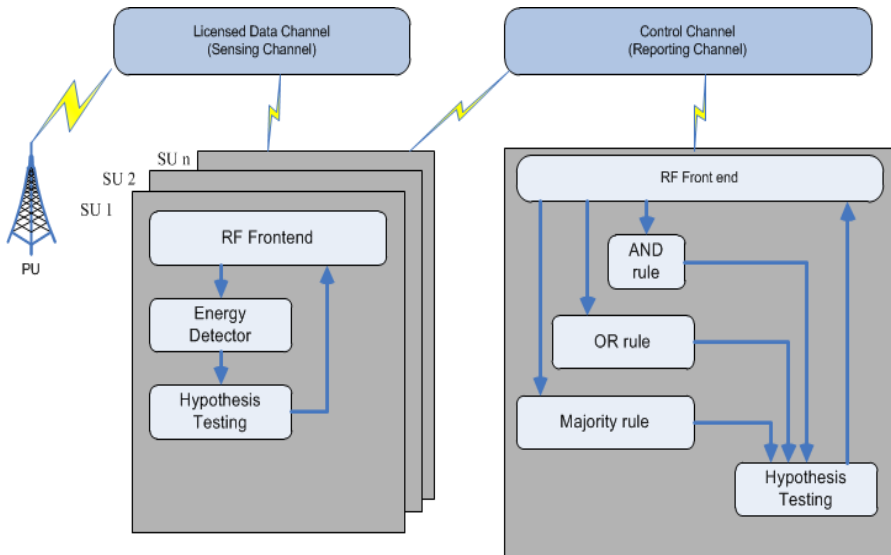 Licensed Data Channel
(Sensing Channel)
Control Channel
(Reporting Channel)
PU
SU n
SU 2
SU 1
RF Frontend
Energy
Detector
Hypothesis
Testing
RF Front end
AND
rule
OR rule
Majority rule
Hypothesis
Testing